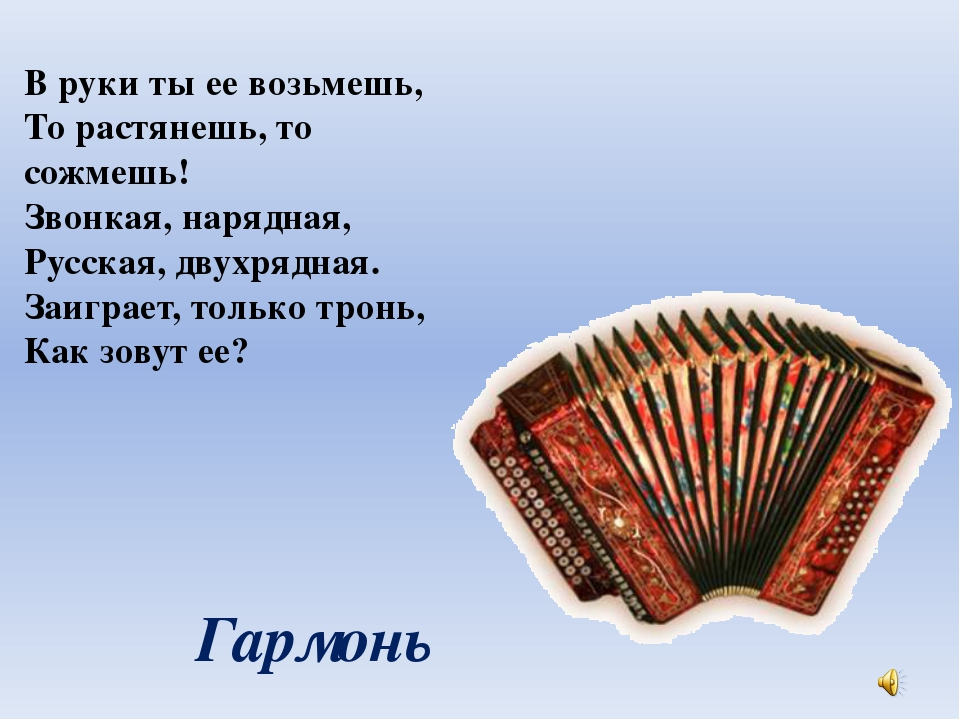 В руки ты ее возьмешь,
То растянешь, то
сожмешь!
Звонкая, нарядная,
Русская, двухрядная.
Заиграет, только тронь,
Как зовут ее?
Гармонь